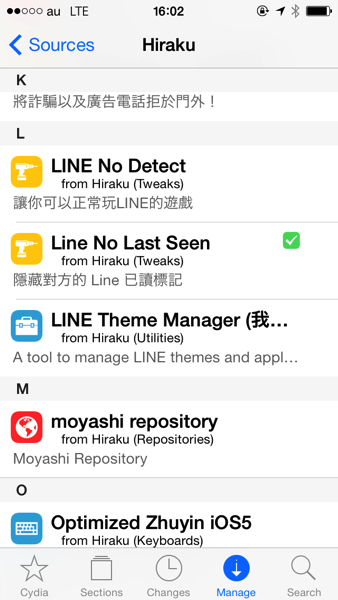 au LTE 16:02
Sources Hiraku
K
將詐騙以及廣告電話拒於門外！
L
LINE No Detect
from Hiraku (Tweaks)
讓你可以正常玩LINE的遊戲
Line No Last Seen
from Hiraku (Tweaks)
隱藏對方的 Line 已讀標記
LINE Theme Manager (我…
from Hiraku (Utilities)
A tool to manage LINE themes and appl…
M
moyashi repository
from Hiraku (Repositories)
Moyashi Repository
O
Optimized Zhuyin iOS5
from Hiraku (Keyboards)
Cydia Sections Changes Manage Search